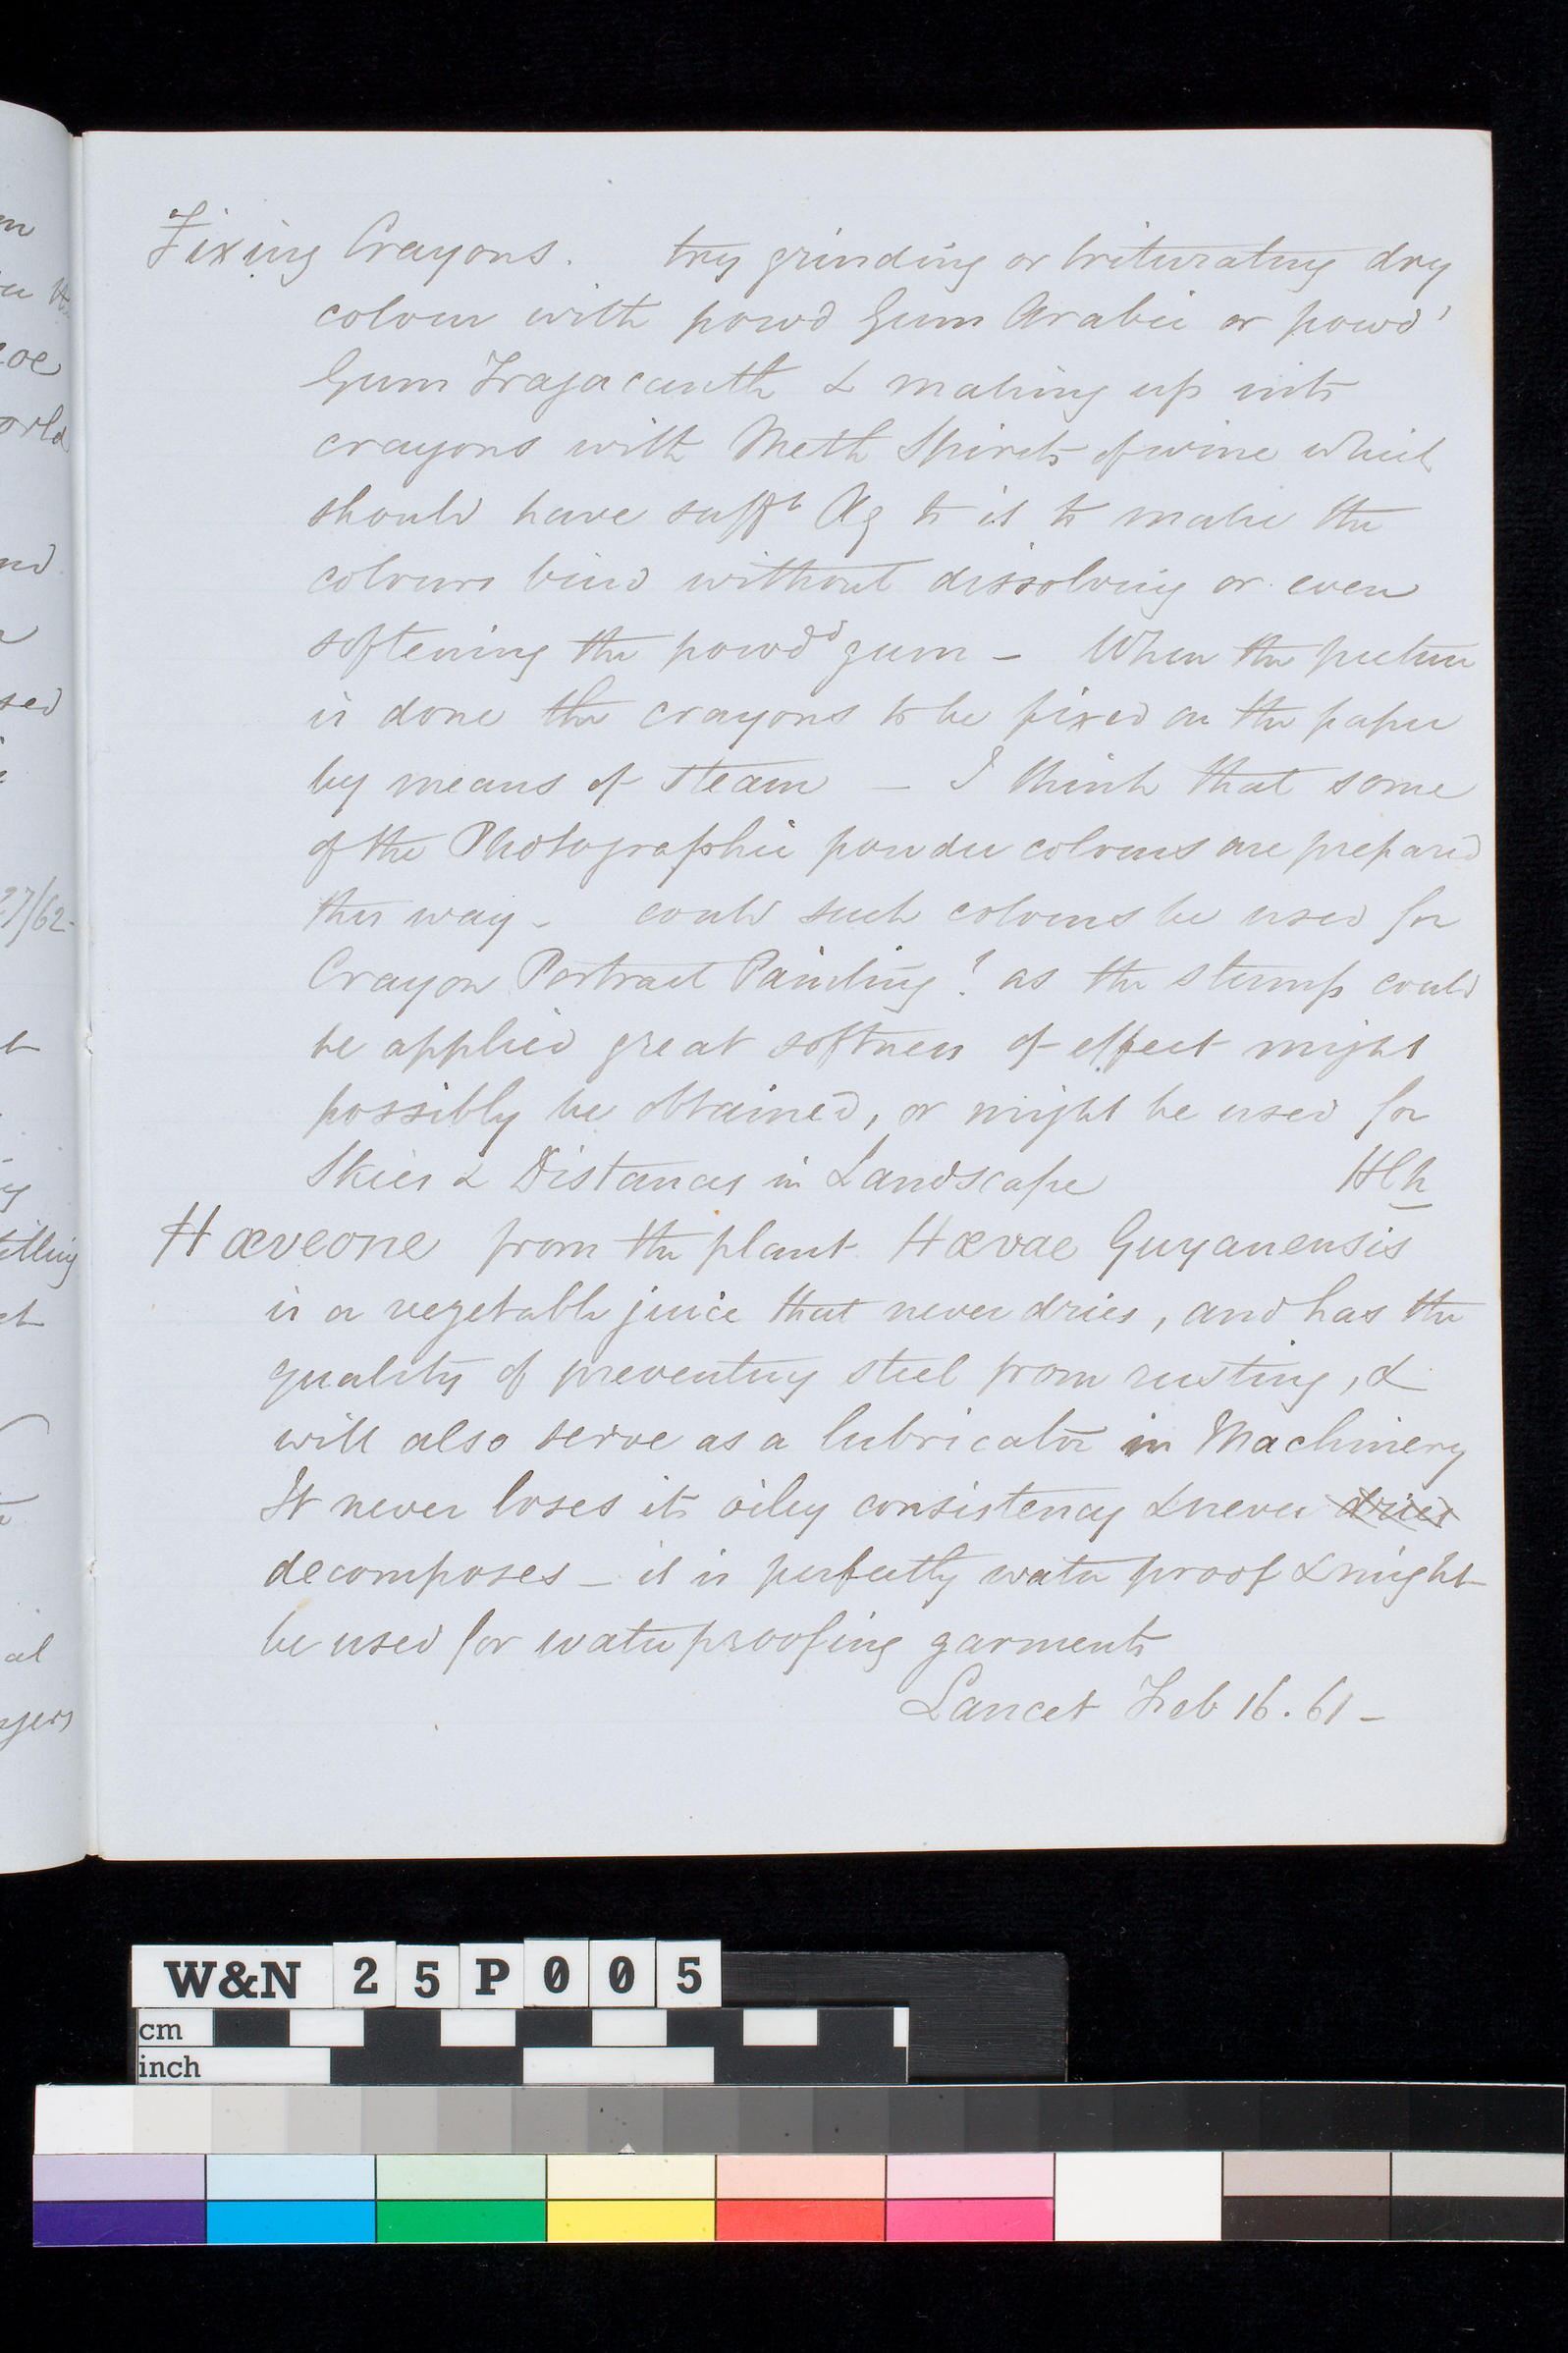 Fixing Crayons. try grinding or triturating dry
colour with powd Gum Arabic or powd'
Gum Tragacanth & making up into
crayons with Meth Spirits of wine which
should have suff^t Aq to it to make the
colours bind without dissolving or even
softening the powd^d gum – When the picture
is done the crayons to be fixed on the paper
by means of steam – I think that some
of the Photographic powder colours are prepared
this way – could such colours be used for
Crayon Portrait Painting? as the stump could
be applied great softness of effect might
possibly be obtained, or might be used for
Skies & Distances in Landscape
Hæveone from the plant Hævae Guyanensis
is a vegetable juice that never dries, and has the
quality of preventing steel from rusting, &
will also serve as a lubricator in Machinery
It never loses its oiley consistency & never dries
decomposes – it is perfectly water proof & might
be used for waterproofing garments
Lancet Feb 16. 61 –
27/62-
W&N 25P005
cm
inch